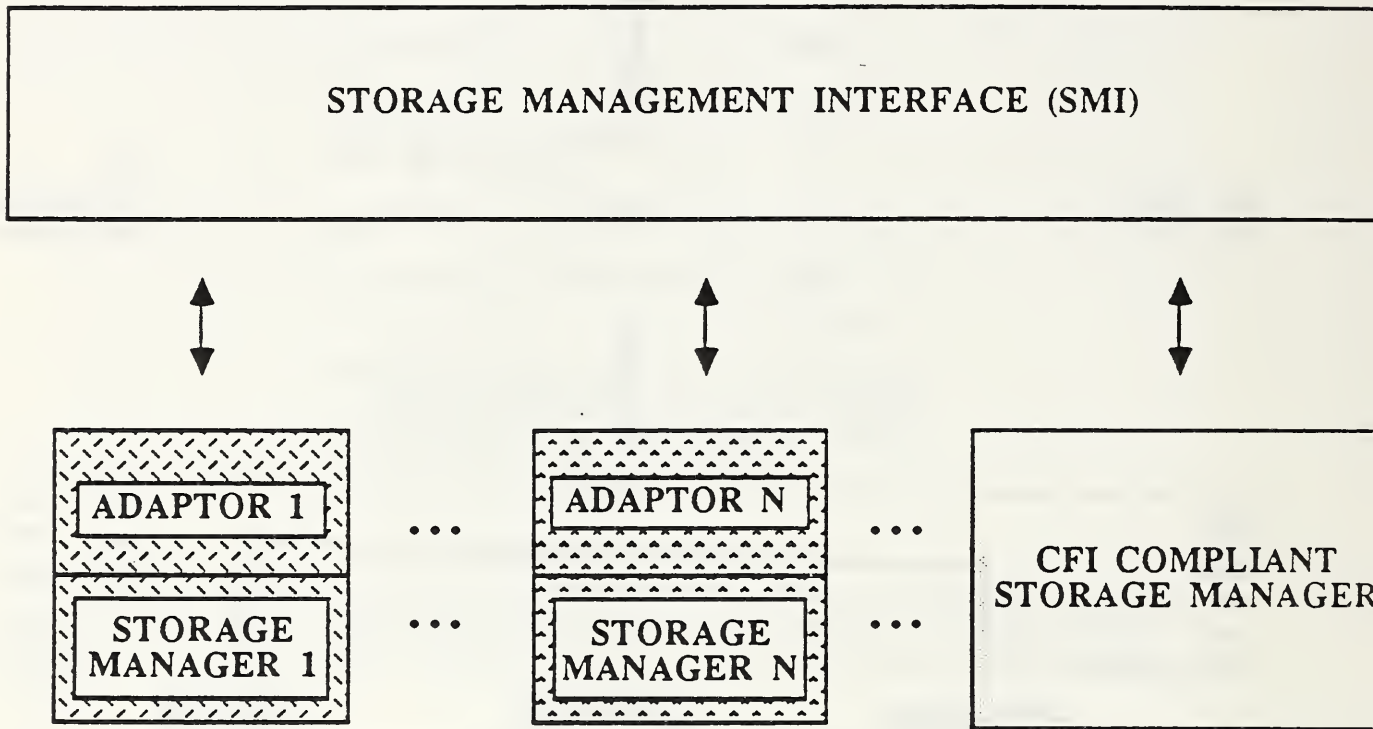 STORAGE MANAGEMENT INTERFACE (SMI)
ADAPTOR 1
...
ADAPTOR N
...
STORAGE
MANAGER 1
...
STORAGE
MANAGER N
...
CFI COMPLIANT
STORAGE MANAGER